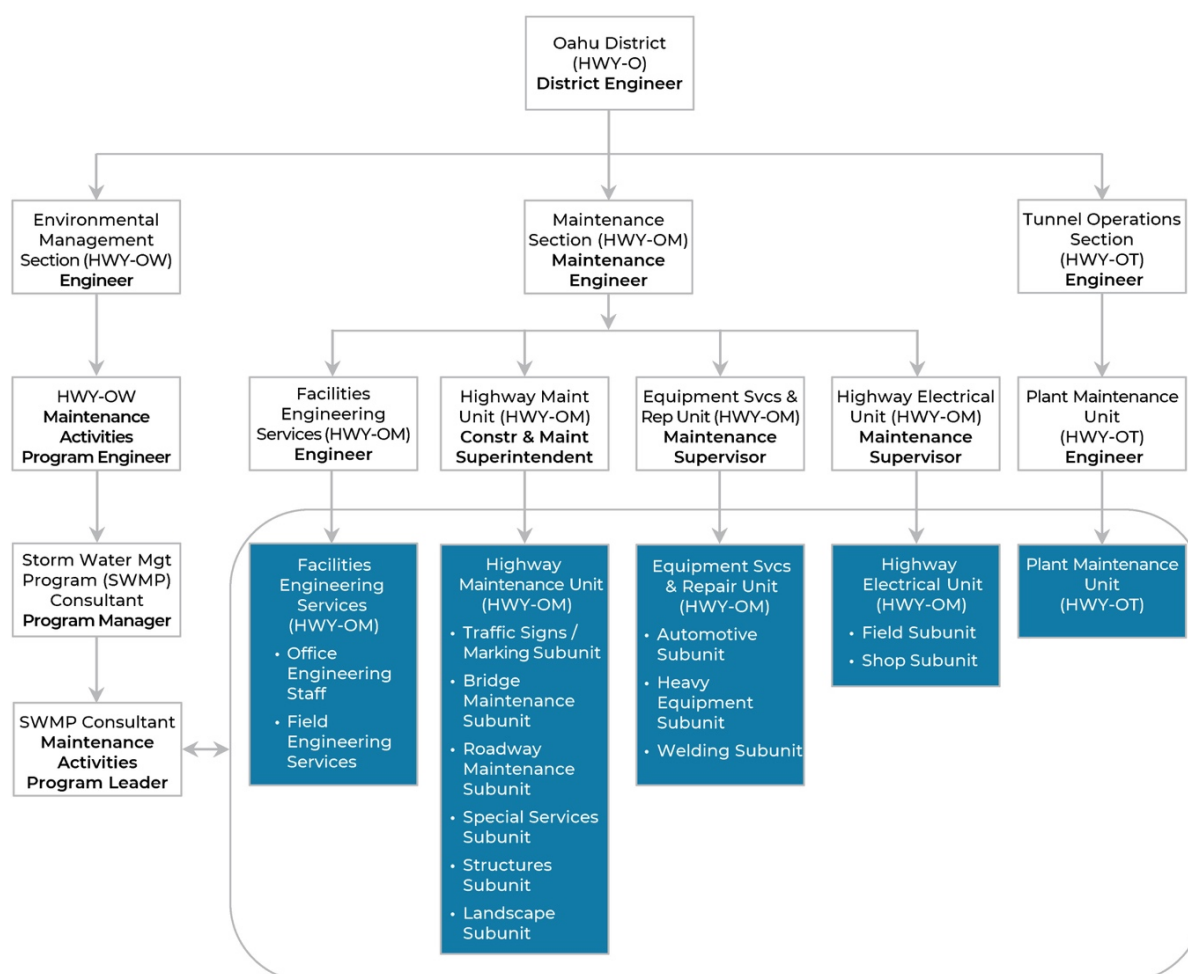 Oahu District
(HWY-O)
District Engineer
Environmental
Management
Section (HWY-OW)
Engineer
Maintenance
Section (HWY-OM)
Maintenance
Engineer
Tunnel Operations
Section
(HWY-OT)
Engineer
HWY-OW
Maintenance
Activities
Program Engineer
Facilities
Engineering
Services (HWY-OM)
Engineer
Highway Maint
Unit (HWY-OM)
Constr & Maint
Superintendent
Equipment Svcs &
Rep Unit (HWY-OM)
Maintenance
Supervisor
Highway Electrical
Unit (HWY-OM)
Maintenance
Supervisor
Plant Maintenance
Unit
(HWY-OT)
Engineer
Storm Water Mgt
Program (SWMP)
Consultant
Program Manager
SWMP Consultant
Maintenance
Activities
Program Leader
Facilities
Engineering
Services
(HWY-OM)
• Office
Engineering
Staff
• Field
Engineering
Services
Highway
Maintenance Unit
(HWY-OM)
• Traffic Signs /
Marking Subunit
• Bridge
Maintenance
Subunit
• Roadway
Maintenance
Subunit
• Special Services
Subunit
• Structures
Subunit
• Landscape
Subunit
Equipment Svcs
& Repair Unit
(HWY-OM)
• Automotive
Subunit
• Heavy
Equipment
Subunit
• Welding Subunit
Highway
Electrical Unit
(HWY-OM)
• Field Subunit
• Shop Subunit
Plant Maintenance
Unit
(HWY-OT)